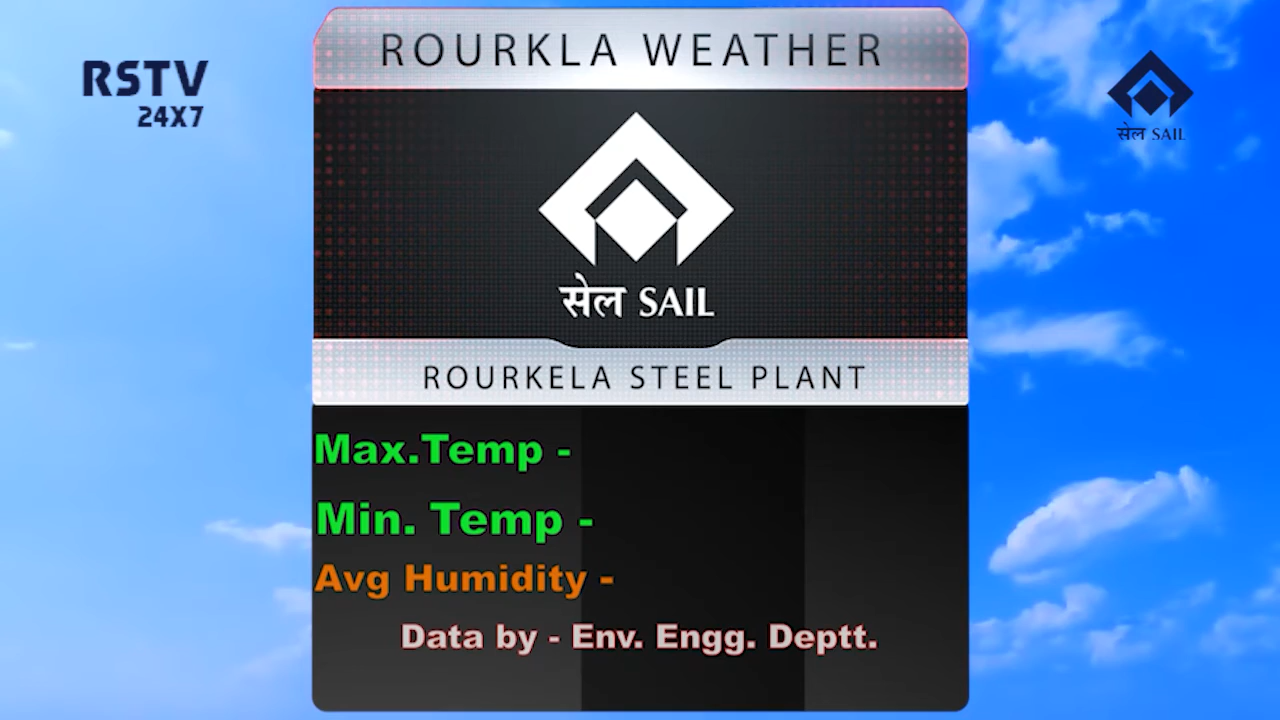 ROURKLA WEATHER
RSTV
24X7
सेल SAIL
सेल SAIL
ROURKELA STEEL PLANT
Max.Temp -
Min. Temp -
Avg Humidity -
Data by - Env. Engg. Deptt.